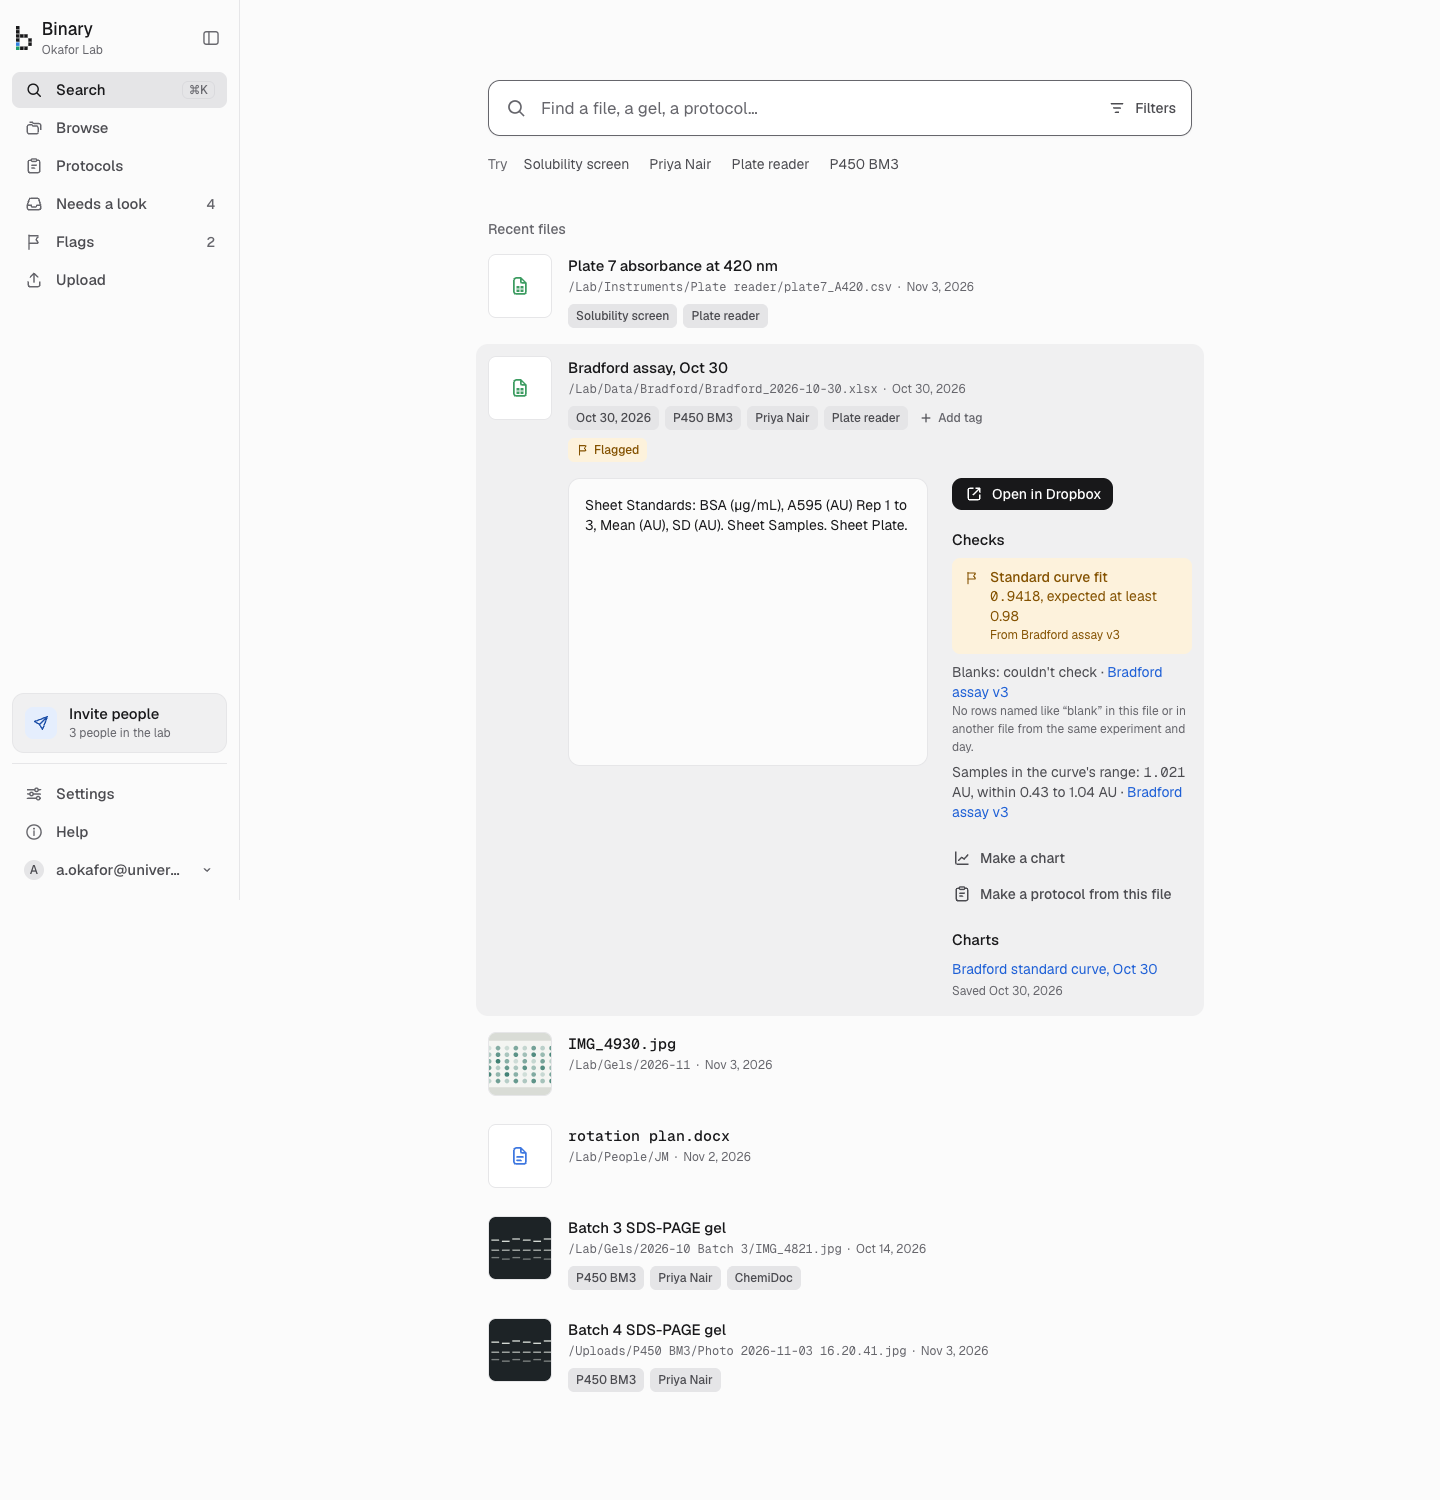 Binary
Okafor Lab
Search ⌘K
Browse
Protocols
Needs a look 4
Flags 2
Upload
Invite people
3 people in the lab
Settings
Help
A a.okafor@univer...
Find a file, a gel, a protocol...
Filters
Try Solubility screen Priya Nair Plate reader P450 BM3
Recent files
Plate 7 absorbance at 420 nm
/Lab/Instruments/Plate reader/plate7_A420.csv · Nov 3, 2026
Solubility screen Plate reader
Bradford assay, Oct 30
/Lab/Data/Bradford/Bradford_2026-10-30.xlsx · Oct 30, 2026
Oct 30, 2026 P450 BM3 Priya Nair Plate reader + Add tag
Flagged
Sheet Standards: BSA (µg/mL), A595 (AU) Rep 1 to
3, Mean (AU), SD (AU). Sheet Samples. Sheet Plate.
Open in Dropbox
Checks
Standard curve fit
0.9418, expected at least
0.98
From Bradford assay v3
Blanks: couldn't check · Bradford
assay v3
No rows named like “blank” in this file or in
another file from the same experiment and
day.
Samples in the curve's range: 1.021
AU, within 0.43 to 1.04 AU · Bradford
assay v3
Make a chart
Make a protocol from this file
Charts
Bradford standard curve, Oct 30
Saved Oct 30, 2026
IMG_4930.jpg
/Lab/Gels/2026-11 · Nov 3, 2026
rotation plan.docx
/Lab/People/JM · Nov 2, 2026
Batch 3 SDS-PAGE gel
/Lab/Gels/2026-10 Batch 3/IMG_4821.jpg · Oct 14, 2026
P450 BM3 Priya Nair ChemiDoc
Batch 4 SDS-PAGE gel
/Uploads/P450 BM3/Photo 2026-11-03 16.20.41.jpg · Nov 3, 2026
P450 BM3 Priya Nair